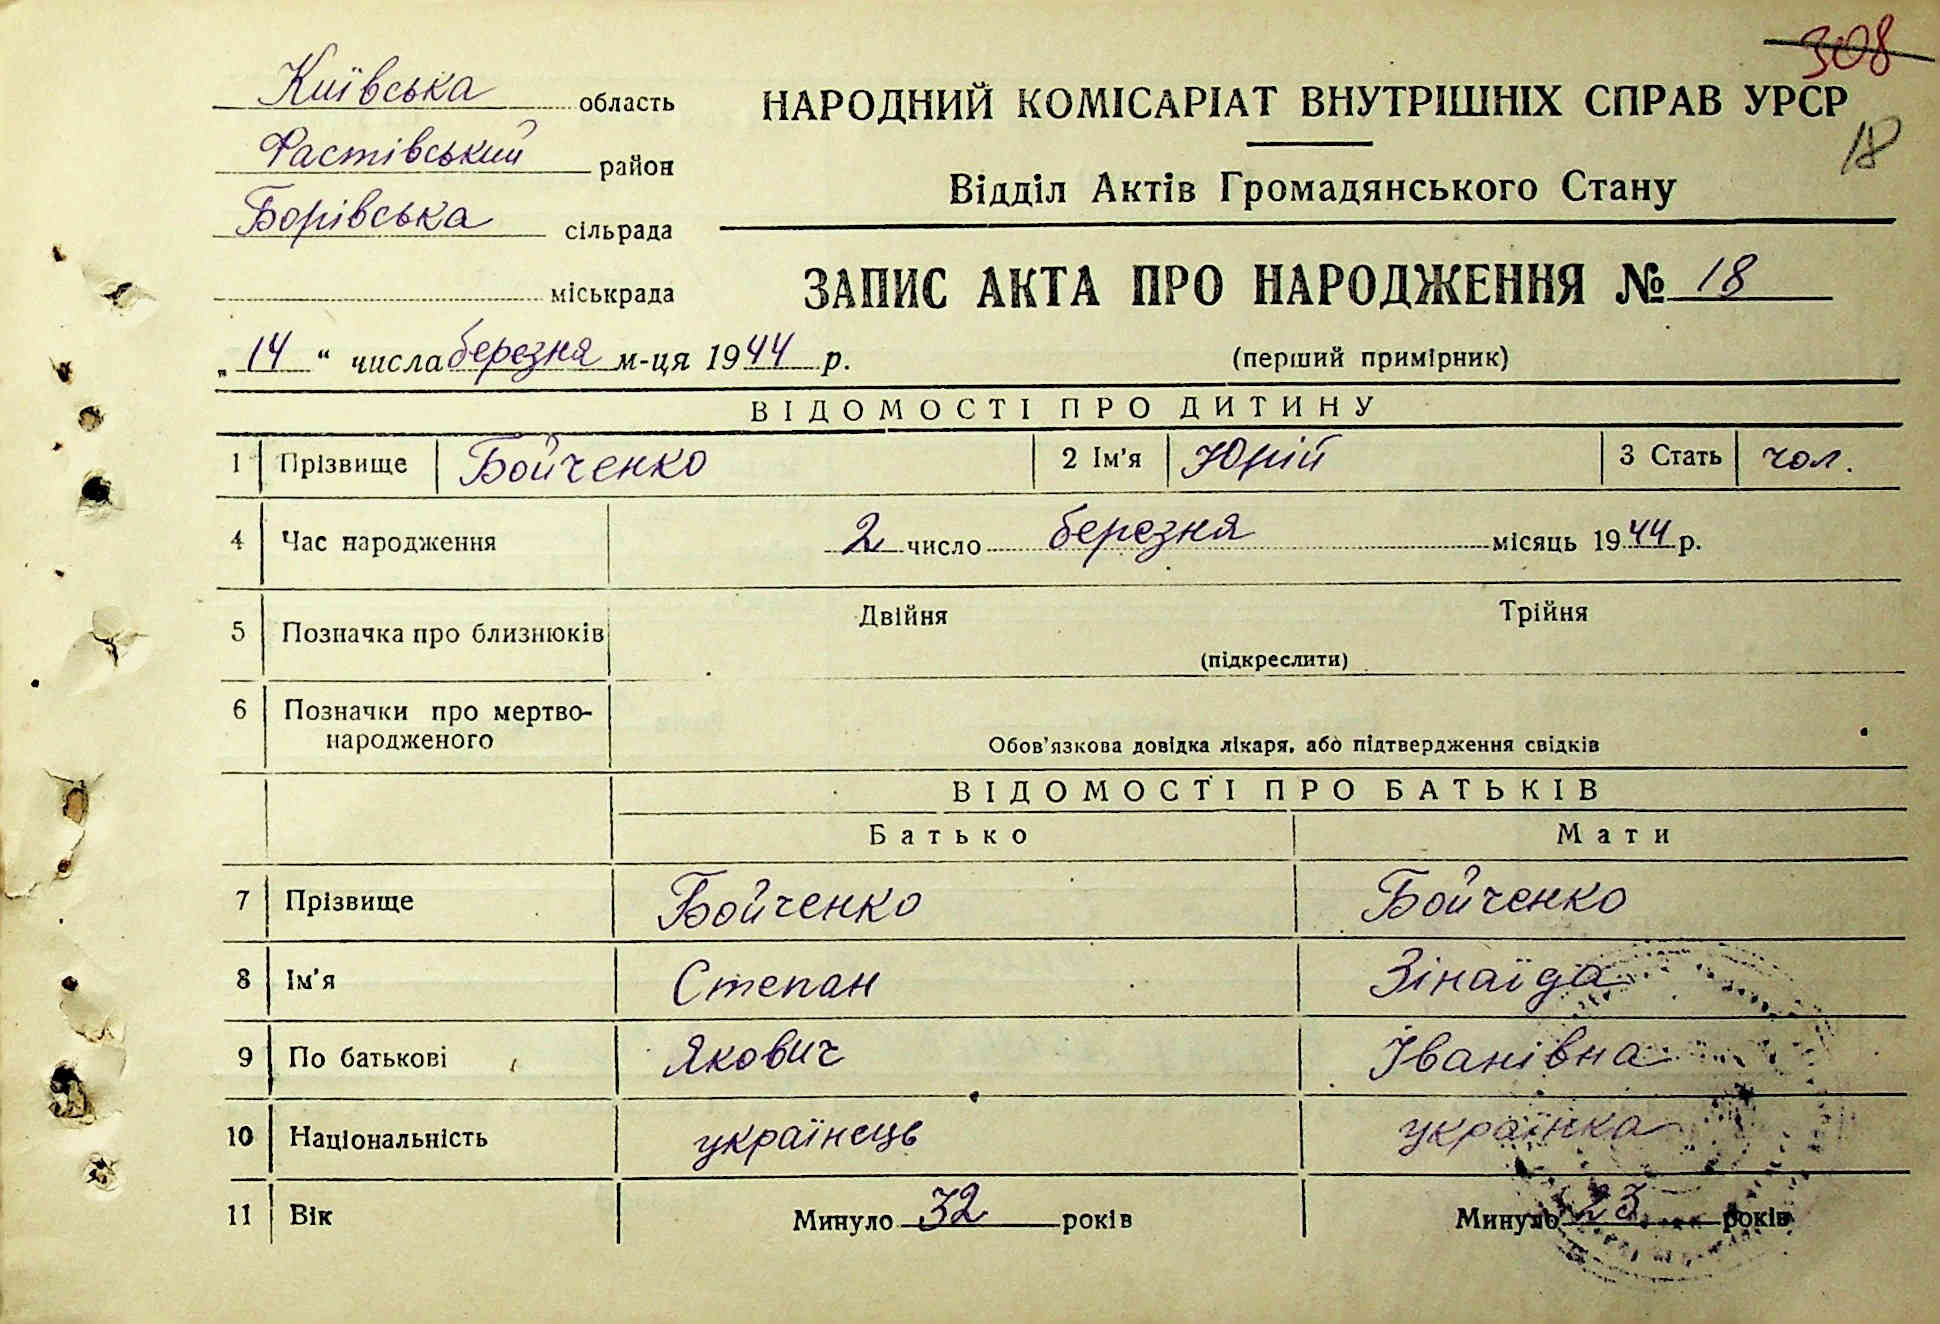 308
Київська область
НАРОДНИЙ КОМІСАРІАТ ВНУТРІШНІХ СПРАВ УРСР
18
Фастівський район
Відділ Актів Громадянського Стану
Борівська сільрада
міськрада
ЗАПИС АКТА ПРО НАРОДЖЕННЯ № 18
„14“ числа березня м-ця 1944 р.
(перший примірник)
ВІДОМОСТІ ПРО ДИТИНУ
1 Прізвище Бойченко 2 Ім'я Юрій 3 Стать чол.
4 Час народження 2 число березня місяць 1944 р.
5 Позначка про близнюків Двійня Трійня
(підкреслити)
6 Позначки про мертво-
народженого
Обов'язкова довідка лікаря, або підтвердження свідків
ВІДОМОСТІ ПРО БАТЬКІВ
Батько Мати
7 Прізвище Бойченко Бойченко
8 Ім'я Степан Зінаїда
9 По батькові Якович Іванівна
10 Національність українець українка
11 Вік Минуло 32 років Минуло 23 років